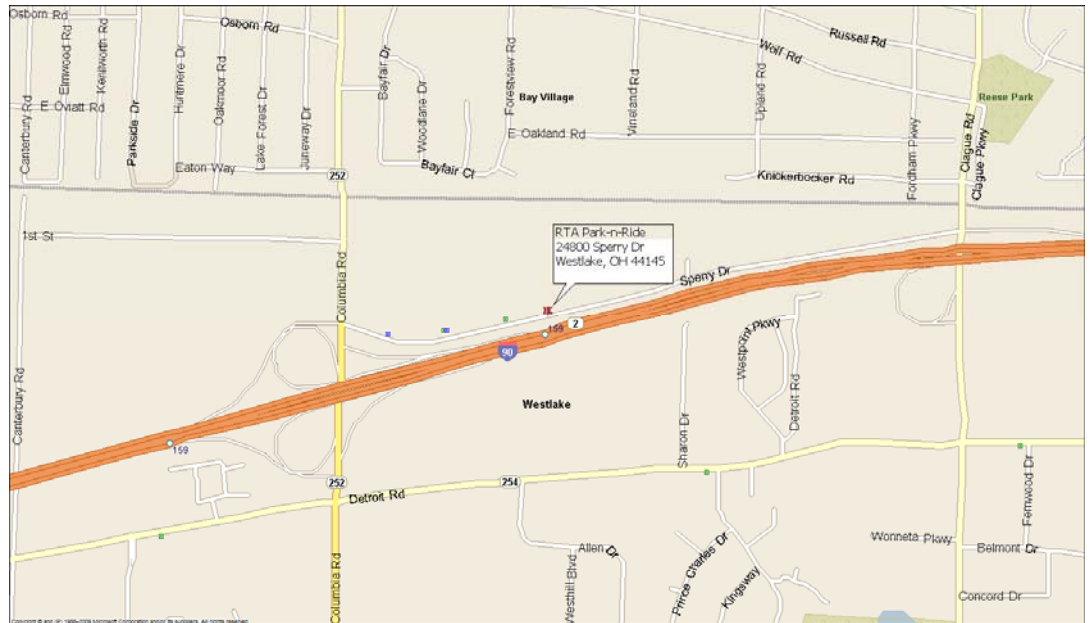 Osborn Rd
Osborn Rd
Canterbury Rd
Elmwood Rd
Kenilworth Rd
E Oviatt Rd
Parkside Dr
Huntmere Dr
Oakmoor Rd
Lake Forest Dr
Juneway Dr
Eaton Way
252
Bayfair Dr
Woodlane Dr
Bayfair Ct
Forestview Rd
Bay Village
E Oakland Rd
Vineland Rd
Upland Rd
Wolf Rd
Russell Rd
Reese Park
Clague Rd
Clague Pkwy
Fordham Pkwy
Knickerbocker Rd
1st St
Columbia Rd
RTA Park-n-Ride
24800 Sperry Dr
Westlake, OH 44145
Sperry Dr
2
159
90
Westlake
Canterbury Rd
159
Westpoint Pkwy
Detroit Rd
Sharon Dr
252
Detroit Rd
254
Columbia Rd
Allen Dr
Westhill Blvd
Prince Charles Dr
Kingsway
Wonneta Pkwy
Fernwood Dr
Belmont Dr
Concord Dr